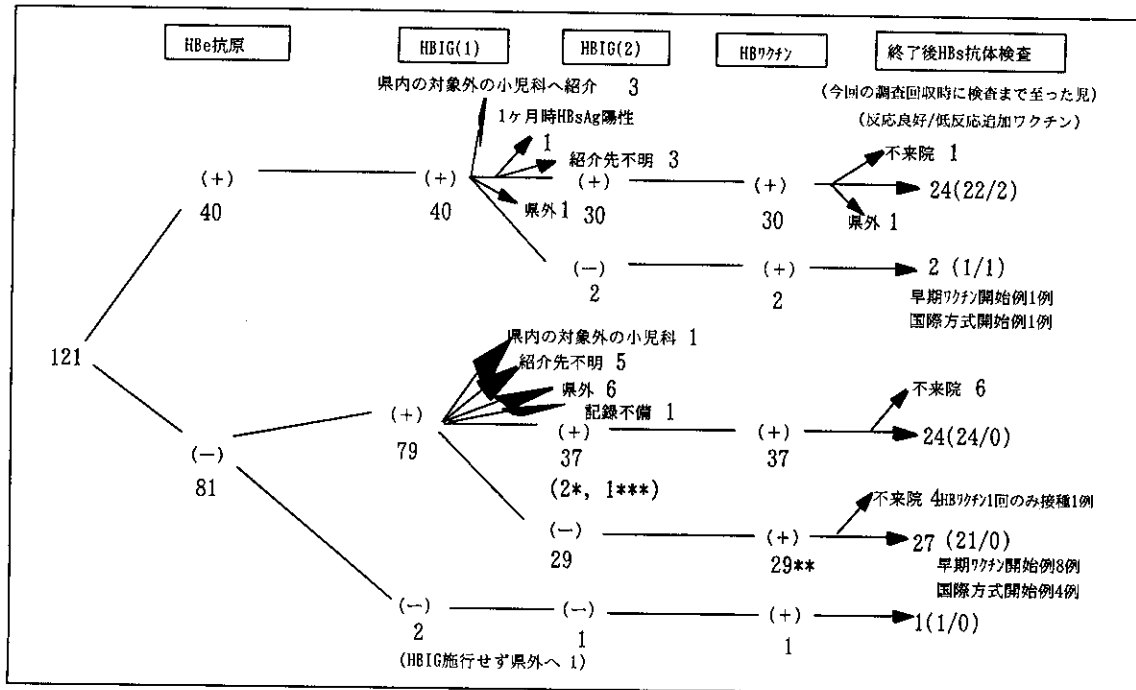 HBe抗原
HBIG(1)
HBIG(2)
HBワクチン
終了後HBs抗体検査
県内の対象外の小児科へ紹介 3
(今回の調査回収時に検査まで至った児)
(反応良好/低反応追加ワクチン)
1ヶ月時HBsAg陽性
1
紹介先不明 3
不来院 1
(+)
40
(+)
40
県外 1
(+)
30
(+)
30
24(22/2)
県外 1
(−)
2
(+)
2
2 (1/1)
早期ワクチン開始例1例
国際方式開始例1例
121
県内の対象外の小児科 1
紹介先不明 5
県外 6
記録不備 1
不来院 6
(−)
81
(+)
79
(+)
37
(2*, 1***)
(+)
37
24(24/0)
不来院 4
HBワクチン1回のみ接種1例
(−)
29
(+)
29**
27 (21/0)
早期ワクチン開始例8例
国際方式開始例4例
(−)
2
(HBIG施行せず県外へ 1)
(−)
1
(+)
1
1(1/0)